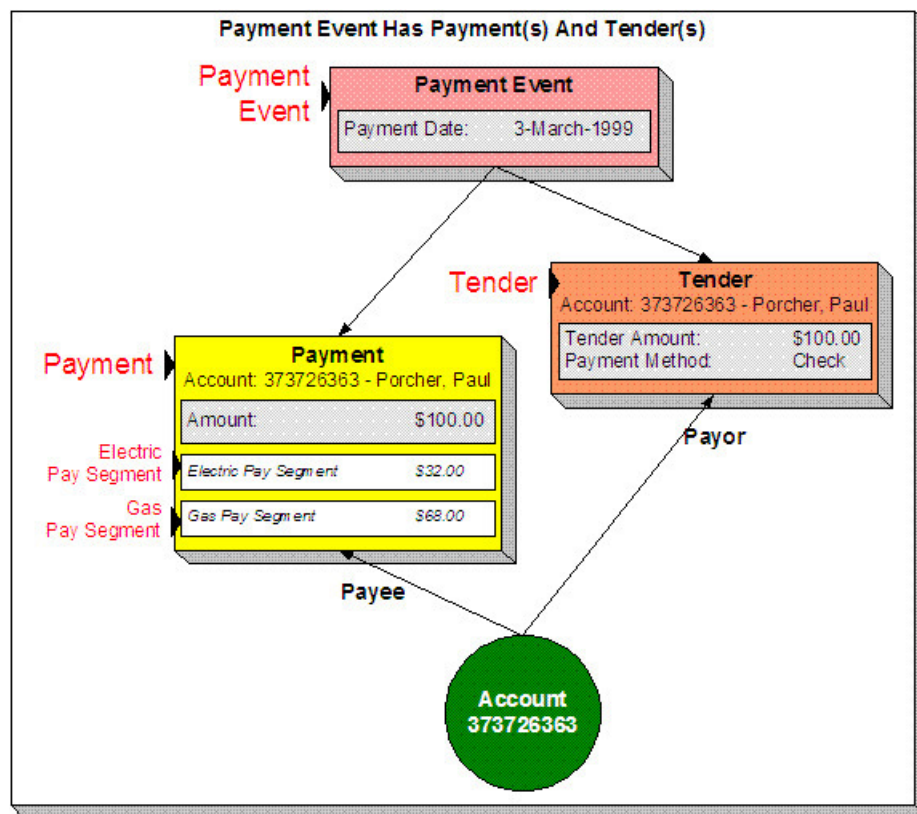 Payment Event Has Payment(s) And Tender(s)
Payment
Event
Payment Event
Payment Date: 3-March-1999
Tender
Tender
Account: 373726363 - Porcher, Paul
Tender Amount: $100.00
Payment Method: Check
Payment
Payment
Account: 373726363 - Porcher, Paul
Amount: $100.00
Electric
Pay Segment
Electric Pay Segment $32.00
Gas
Pay Segment
Gas Pay Segment $68.00
Payor
Payee
Account
373726363